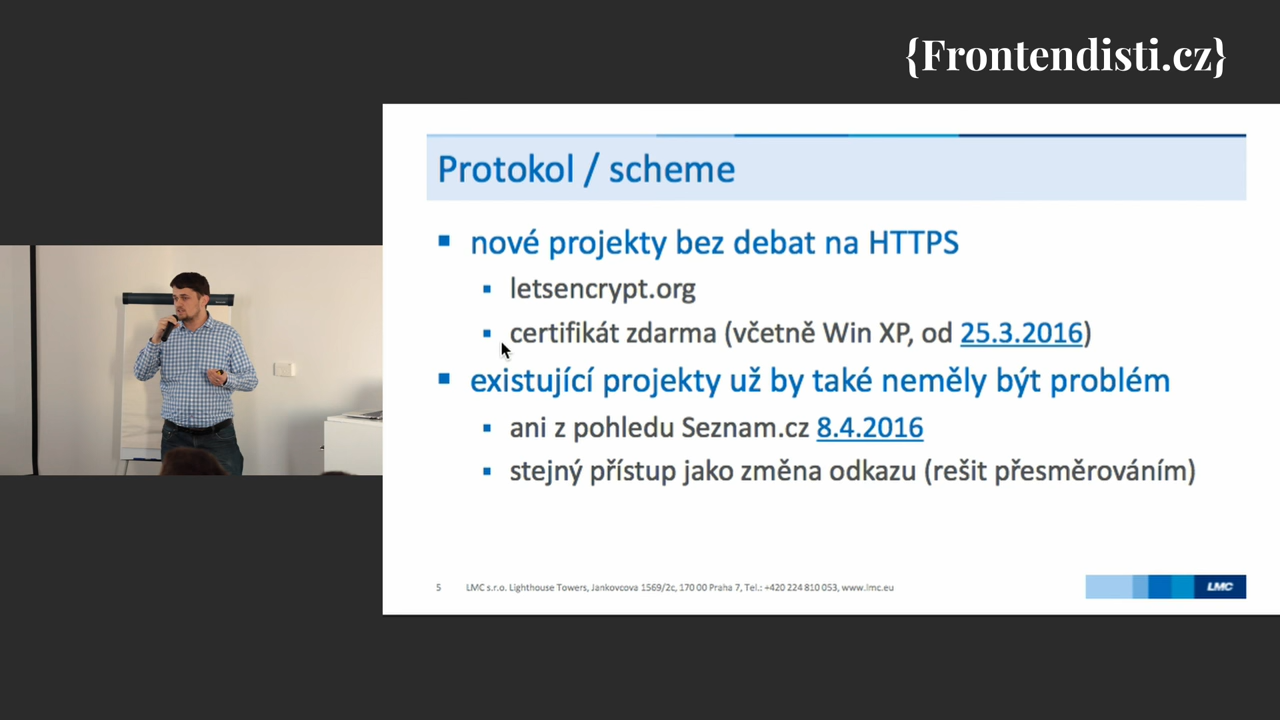 {Frontendisti.cz}
Protokol / scheme
nové projekty bez debat na HTTPS
letsencrypt.org
certifikát zdarma (včetně Win XP, od 25.3.2016)
existující projekty už by také neměly být problém
ani z pohledu Seznam.cz 8.4.2016
stejný přístup jako změna odkazu (rešit přesměrováním)
5 LMC s.r.o. Lighthouse Towers, Jankovcova 1569/2c, 170 00 Praha 7, Tel.: +420 224 810 053, www.lmc.eu
LMC